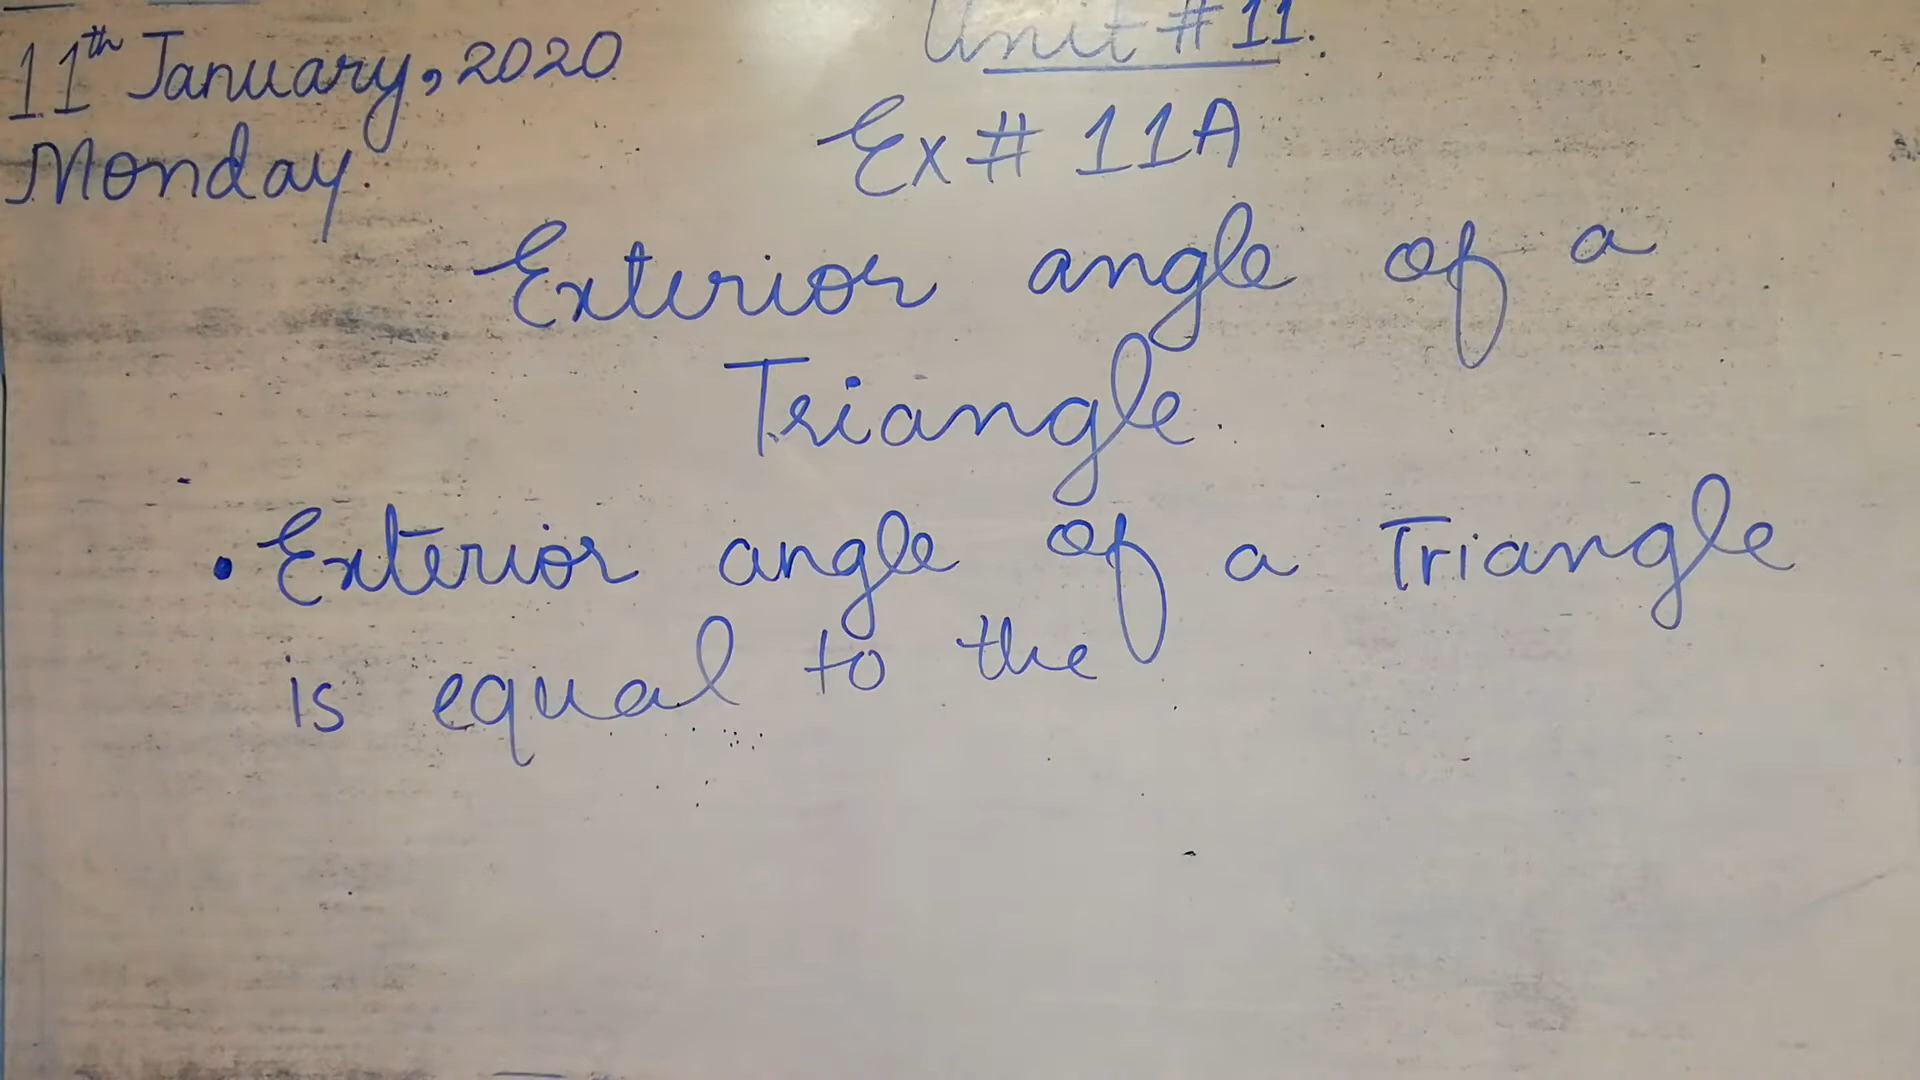 11th January, 2020
Monday.
Unit # 11.
Ex # 11A
Exterior angle of a
Triangle.
• Exterior angle of a Triangle
is equal to the